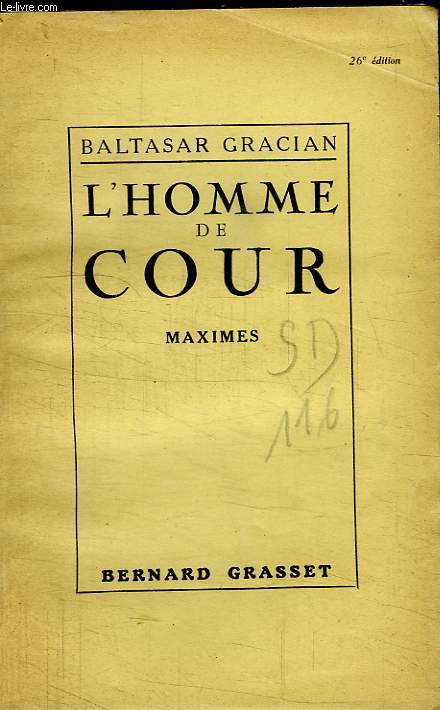 Le-livre.com
26e édition
BALTASAR GRACIAN
L'HOMME
DE
COUR
MAXIMES
SD
116
BERNARD GRASSET